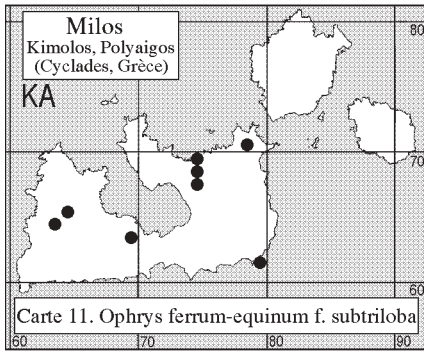 Milos
Kimolos, Polyaigos
(Cyclades, Grèce)
KA
80
70
60
Carte 11. Ophrys ferrum-equinum f. subtriloba
60 70 80 90